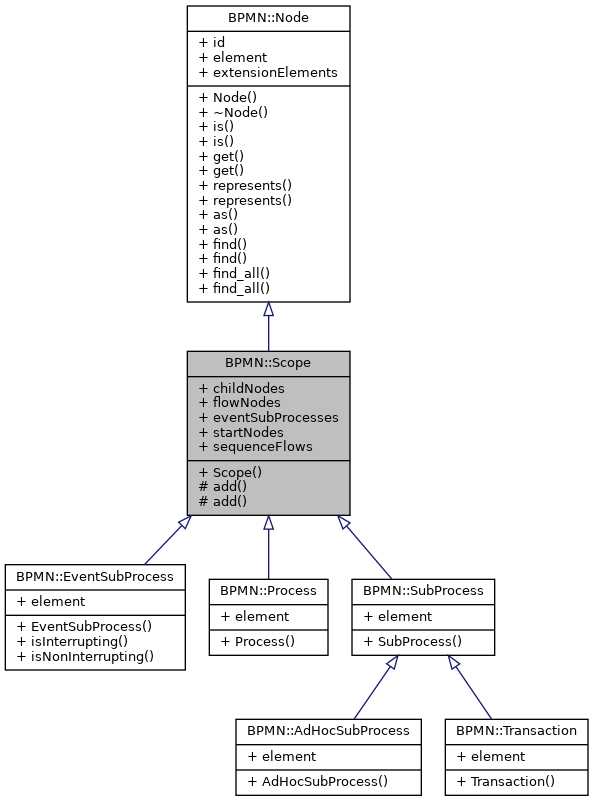 BPMN::Node
+ id
+ element
+ extensionElements
+ Node()
+ ~Node()
+ is()
+ is()
+ get()
+ get()
+ represents()
+ represents()
+ as()
+ as()
+ find()
+ find()
+ find_all()
+ find_all()
BPMN::Scope
+ childNodes
+ flowNodes
+ eventSubProcesses
+ startNodes
+ sequenceFlows
+ Scope()
# add()
# add()
BPMN::EventSubProcess
+ element
+ EventSubProcess()
+ isInterrupting()
+ isNonInterrupting()
BPMN::Process
+ element
+ Process()
BPMN::SubProcess
+ element
+ SubProcess()
BPMN::AdHocSubProcess
+ element
+ AdHocSubProcess()
BPMN::Transaction
+ element
+ Transaction()